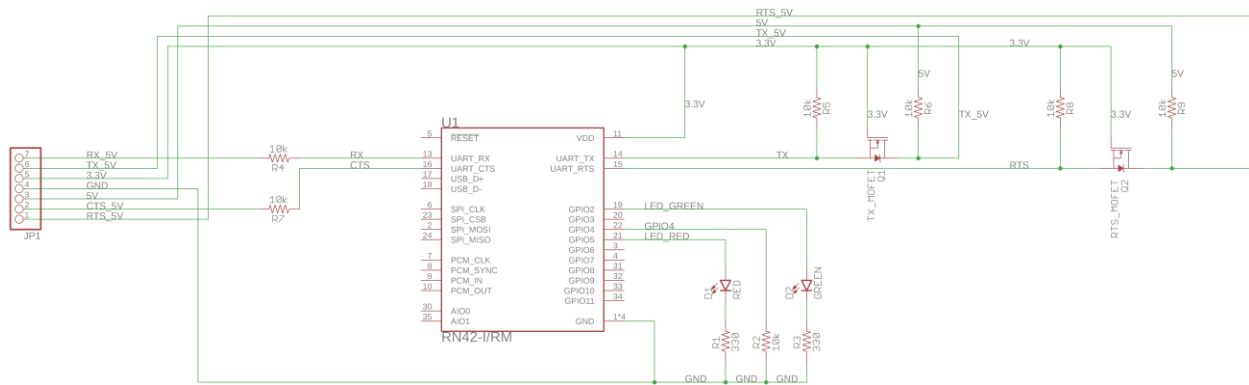 RTS_5V
5V
TX_5V
3.3V
3.3V
5V
5V
3.3V
10k
R5
3.3V
10k
R6
TX_5V
10k
R8
3.3V
10k
R9
U1
5 RESET VDD 11
7 RX_5V 10k R4 RX 13 UART_RX UART_TX 14 TX
6 TX_5V CTS 16 UART_CTS UART_RTS 15 RTS
5 3.3V 17 USB_D+
4 GND 18 USB_D-
3 5V
2 CTS_5V 10k R7
1 RTS_5V
JP1
TX_MOFET
Q1
RTS_MOFET
Q2
6 SPI_CLK GPIO2 19 LED_GREEN
23 SPI_CSB GPIO3 20
2 SPI_MOSI GPIO4 22 GPIO4
24 SPI_MISO GPIO5 21 LED_RED
GPIO6 3
7 PCM_CLK GPIO7 4
8 PCM_SYNC GPIO8 31
9 PCM_IN GPIO9 32
10 PCM_OUT GPIO10 33
GPIO11 34
30 AIO0
35 AIO1 GND 1*4
RN42-I/RM
D1
RED
D2
GREEN
R1
330
R2
10k
R3
330
GND GND GND